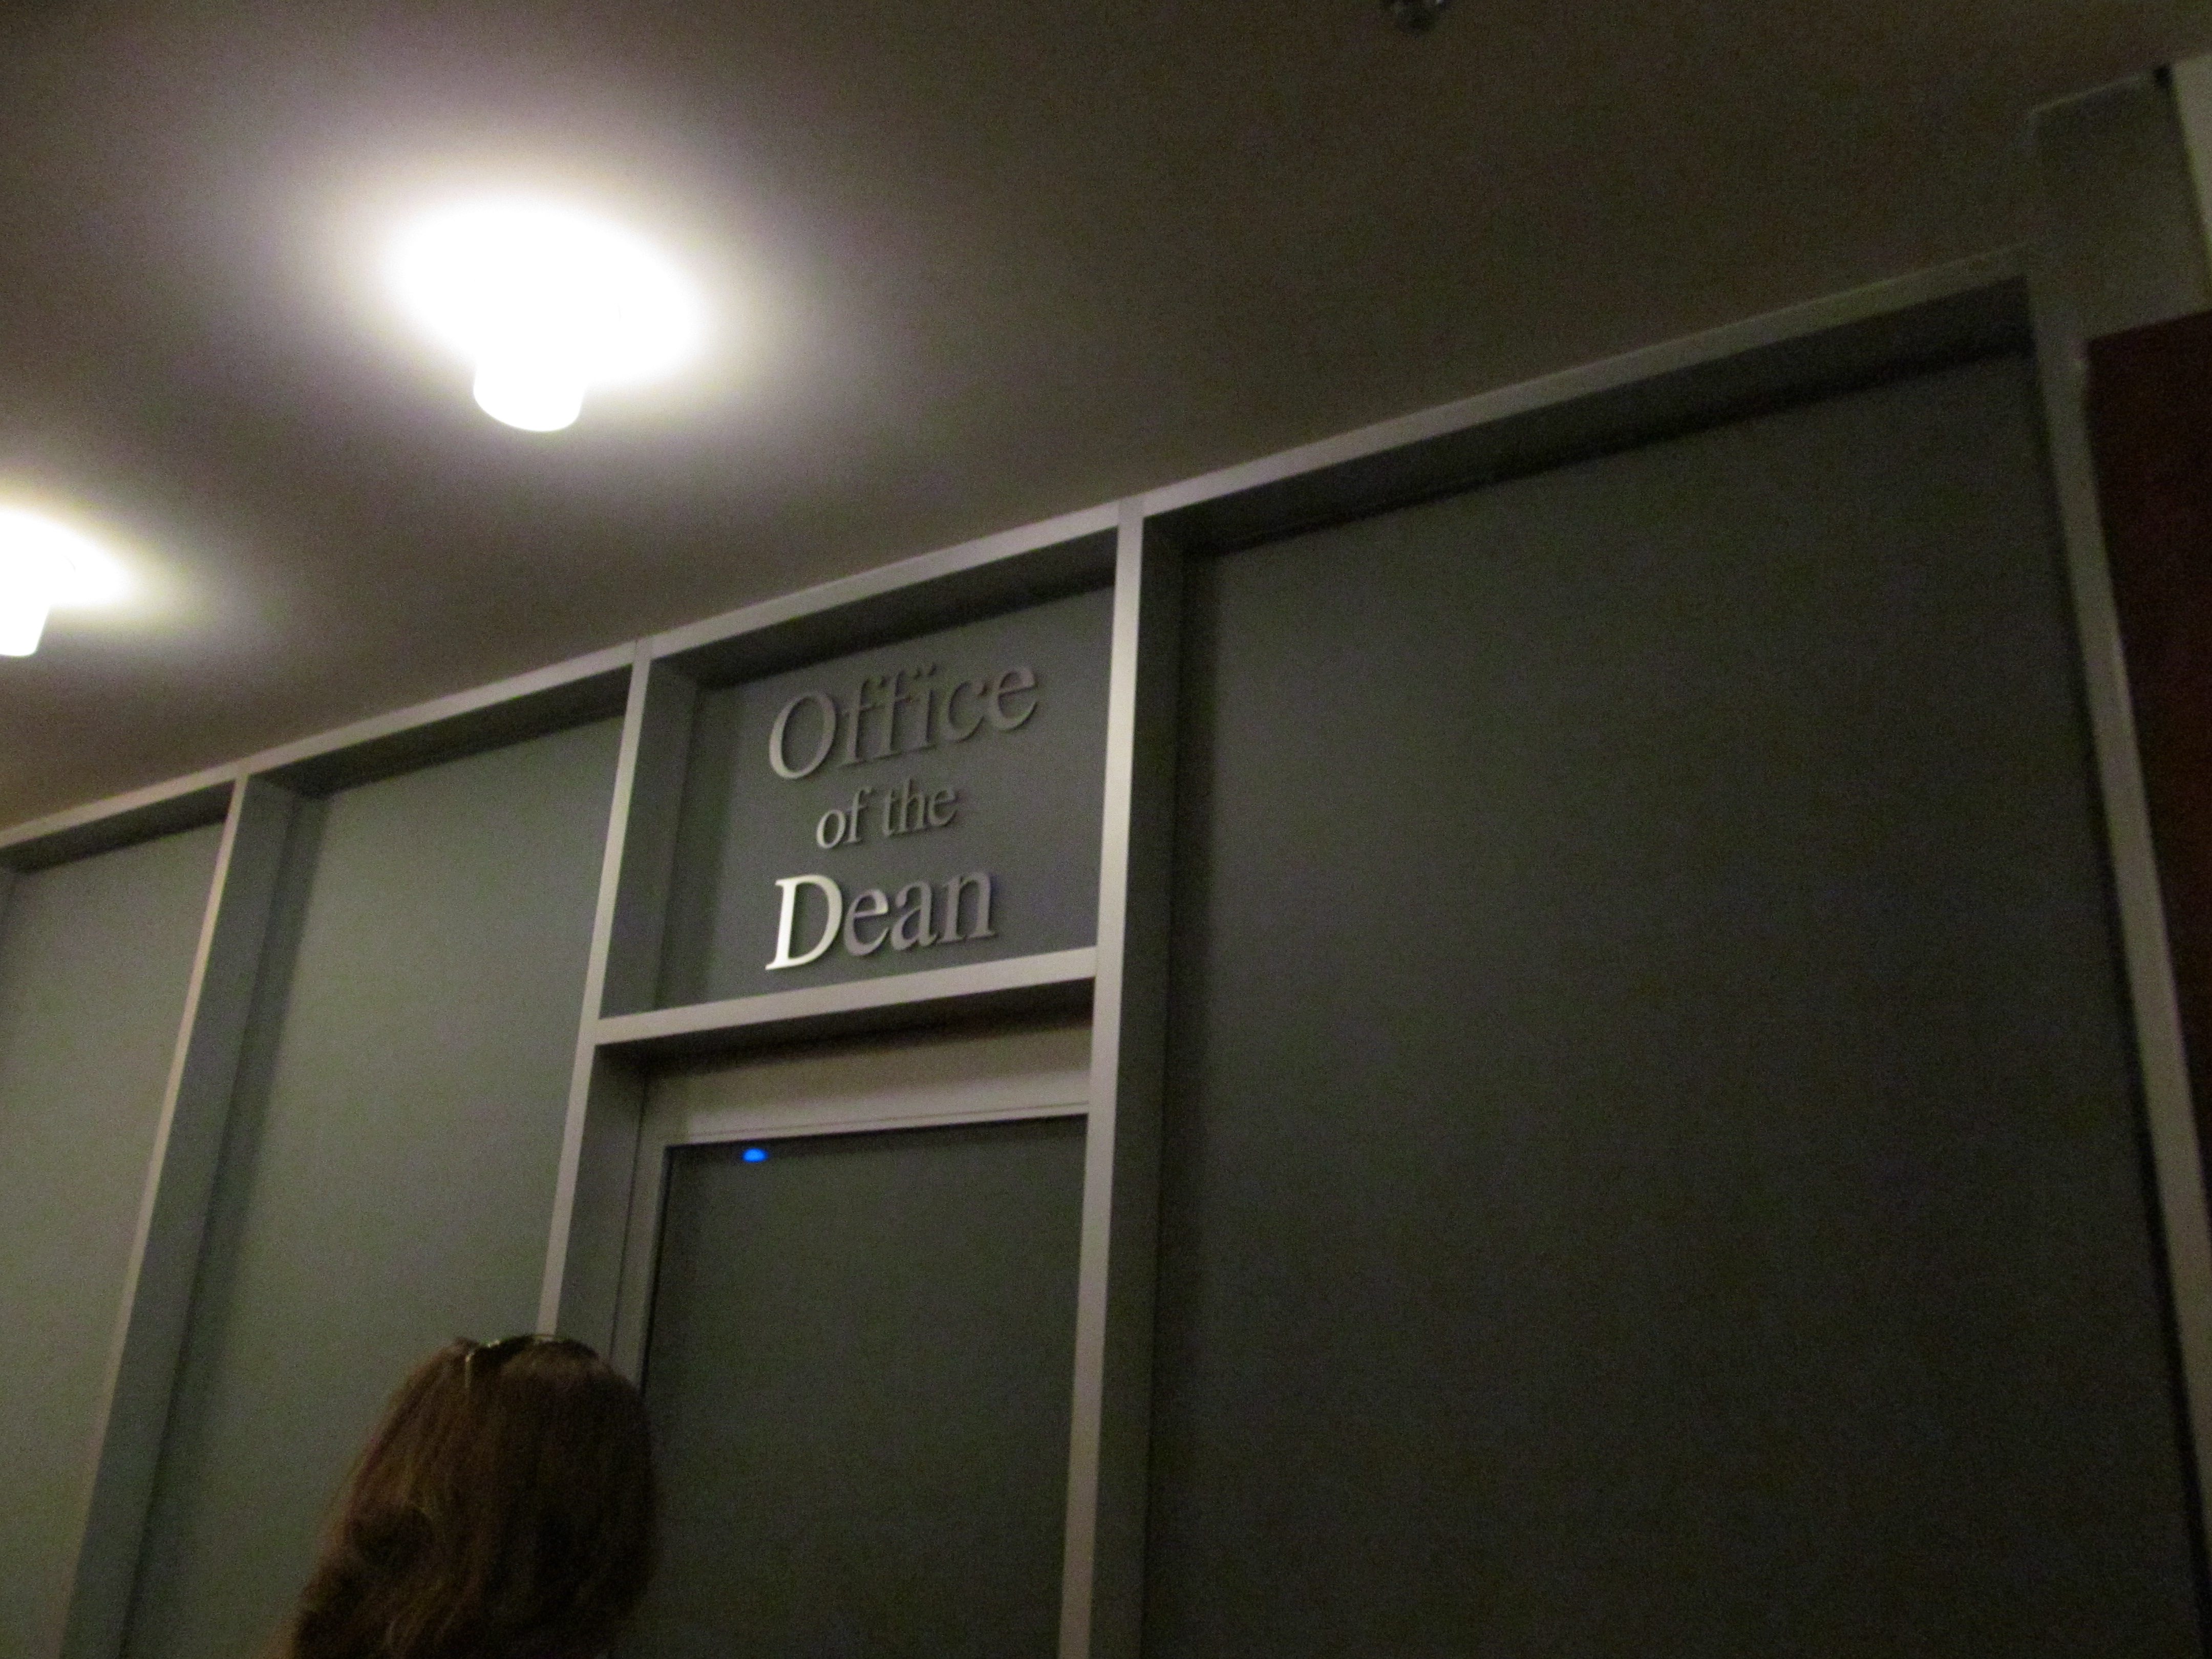 Office
of the
Dean